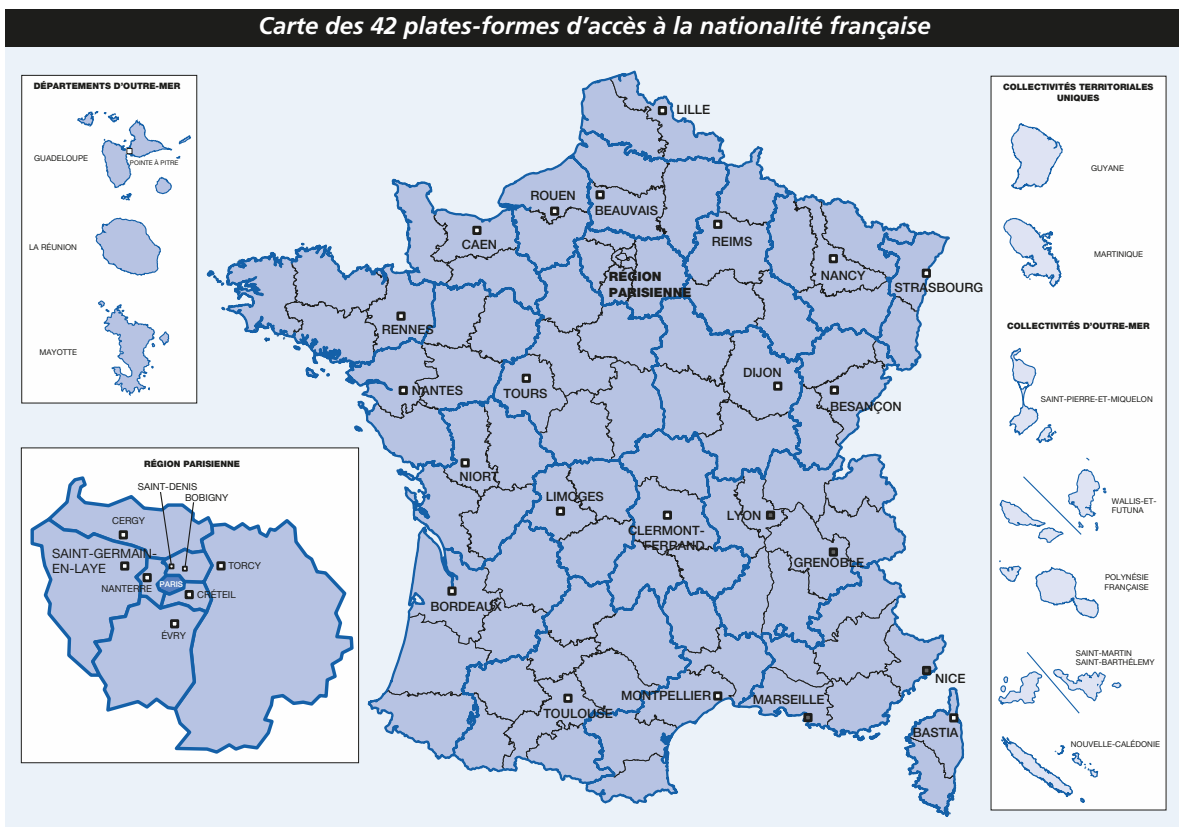 Carte des 42 plates-formes d'accès à la nationalité française
DÉPARTEMENTS D'OUTRE-MER
GUADELOUPE
POINTE À PITRE
LA RÉUNION
MAYOTTE
RÉGION PARISIENNE
SAINT-DENIS
BOBIGNY
CERGY
SAINT-GERMAIN-
EN-LAYE
TORCY
NANTERRE
PARIS
CRÉTEIL
ÉVRY
LILLE
ROUEN
BEAUVAIS
CAEN
REIMS
NANCY
STRASBOURG
RÉGION
PARISIENNE
RENNES
NANTES
TOURS
DIJON
BESANÇON
NIORT
LIMOGES
CLERMONT-
FERRAND
LYON
GRENOBLE
BORDEAUX
TOULOUSE
MONTPELLIER
MARSEILLE
NICE
BASTIA
COLLECTIVITÉS TERRITORIALES
UNIQUES
GUYANE
MARTINIQUE
COLLECTIVITÉS D'OUTRE-MER
SAINT-PIERRE-ET-MIQUELON
WALLIS-ET-
FUTUNA
POLYNÉSIE
FRANÇAISE
SAINT-MARTIN
SAINT-BARTHÉLEMY
NOUVELLE-CALÉDONIE